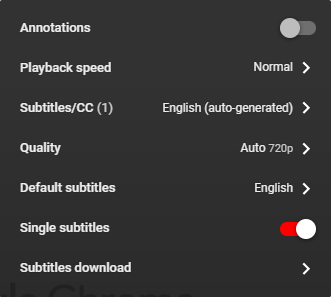 Annotations
Playback speed Normal
Subtitles/CC (1) English (auto-generated)
Quality Auto 720p
Default subtitles English
Single subtitles
Subtitles download